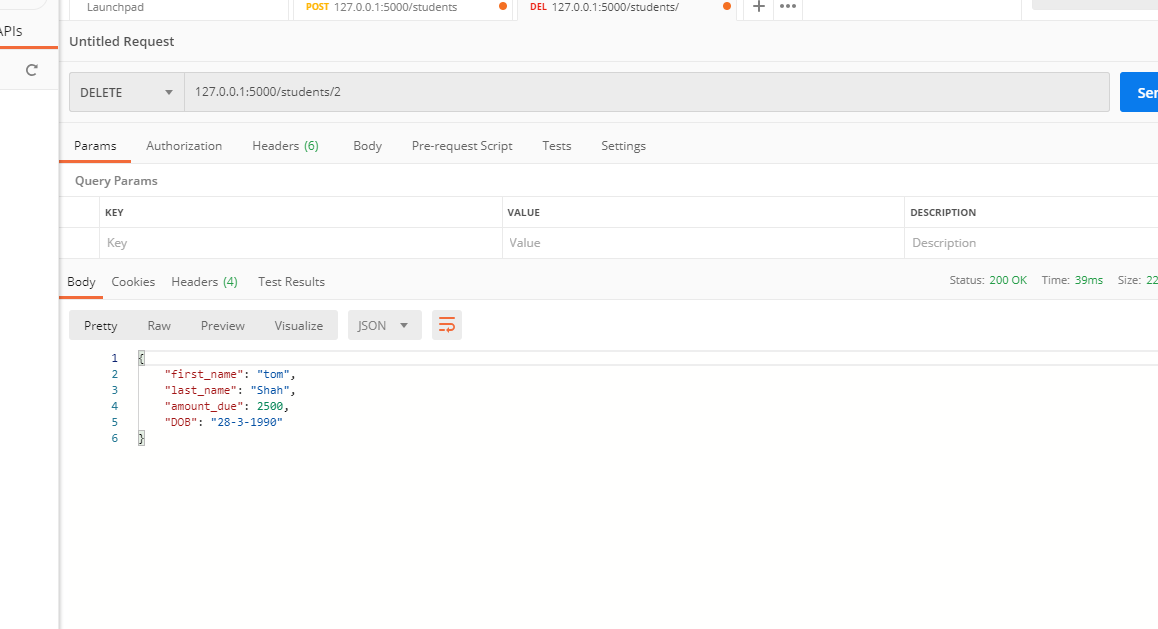 Launchpad
POST 127.0.0.1:5000/students
DEL 127.0.0.1:5000/students/
APIs
Untitled Request
DELETE 127.0.0.1:5000/students/2
Params Authorization Headers (6) Body Pre-request Script Tests Settings
Query Params
KEY VALUE DESCRIPTION
Key Value Description
Body Cookies Headers (4) Test Results Status: 200 OK Time: 39ms Size: 22
Pretty Raw Preview Visualize JSON
1 {
2 "first_name": "tom",
3 "last_name": "Shah",
4 "amount_due": 2500,
5 "DOB": "28-3-1990"
6 }